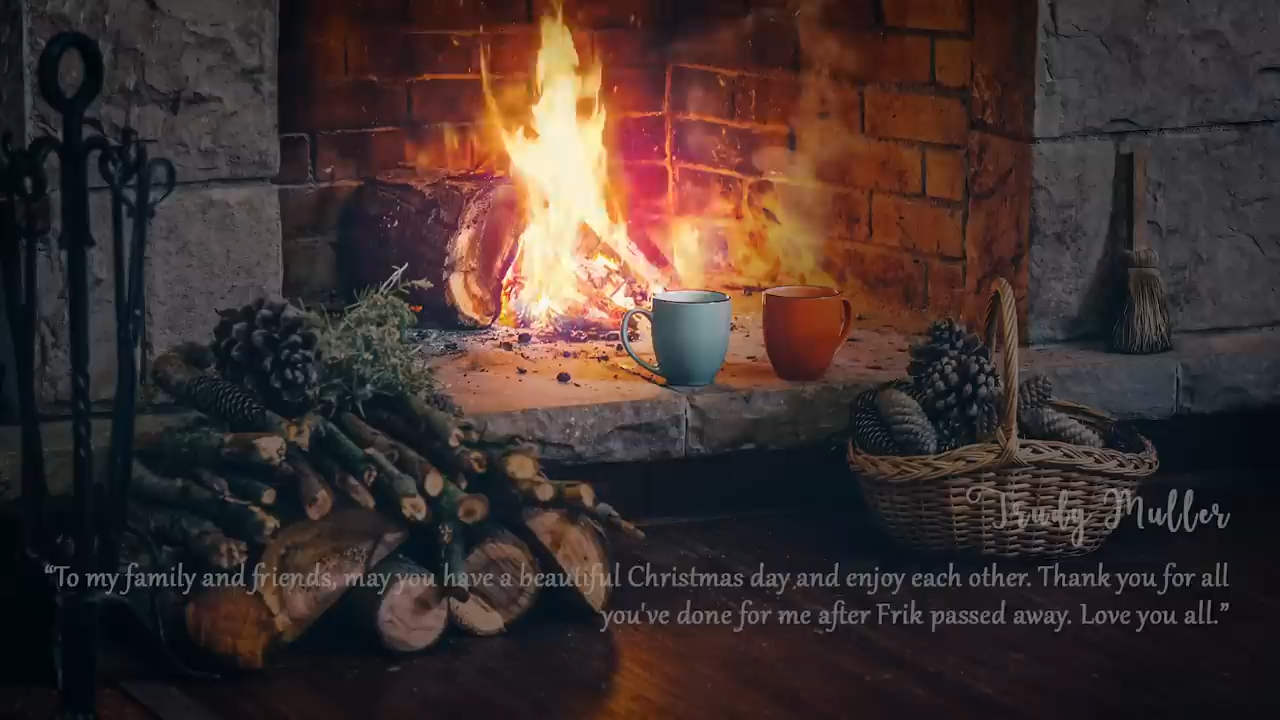 Trudy Muller
“To my family and friends, may you have a beautiful Christmas day and enjoy each other. Thank you for all
you've done for me after Frik passed away. Love you all.”